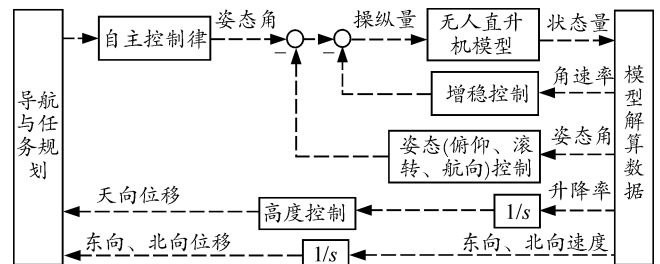 导航
与任
务规
划
自主控制律
姿态角
操纵量
无人直升
机模型
状态量
模
型
解
算
数
据
增稳控制
角速率
姿态(俯仰、滚
转、航向)控制
姿态角
天向位移
高度控制
1/s
升降率
东向、北向位移
1/s
东向、北向速度